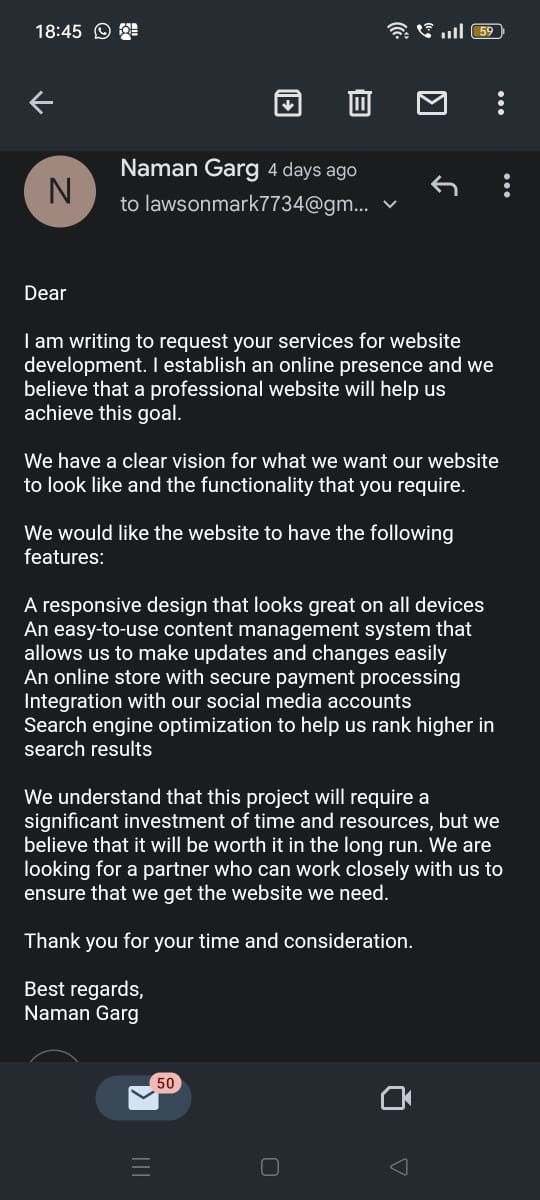 18:45
59
Naman Garg 4 days ago
N
to lawsonmark7734@gm...
Dear
I am writing to request your services for website
development. I establish an online presence and we
believe that a professional website will help us
achieve this goal.
We have a clear vision for what we want our website
to look like and the functionality that you require.
We would like the website to have the following
features:
A responsive design that looks great on all devices
An easy-to-use content management system that
allows us to make updates and changes easily
An online store with secure payment processing
Integration with our social media accounts
Search engine optimization to help us rank higher in
search results
We understand that this project will require a
significant investment of time and resources, but we
believe that it will be worth it in the long run. We are
looking for a partner who can work closely with us to
ensure that we get the website we need.
Thank you for your time and consideration.
Best regards,
Naman Garg
50